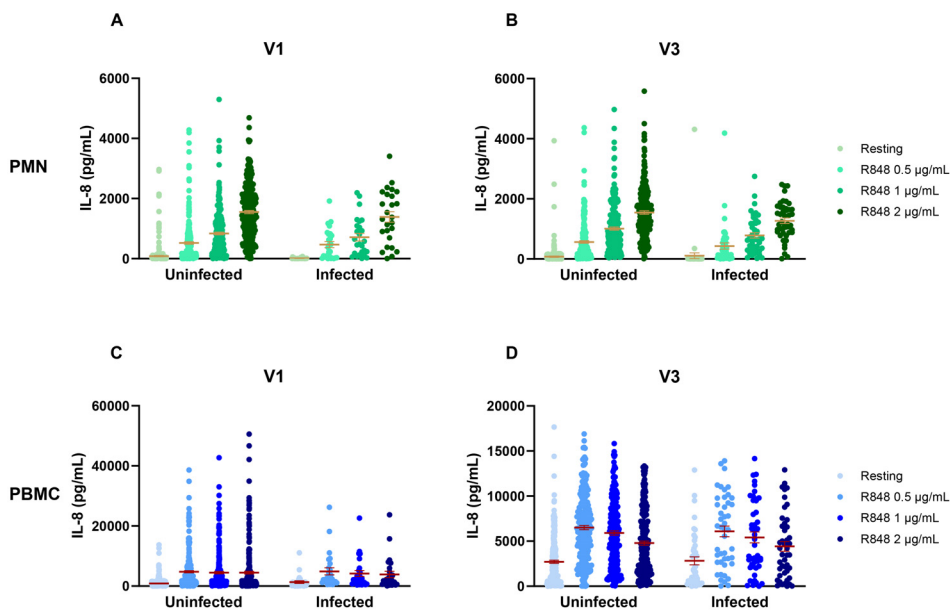 A
B
V1
V3
PMN
IL-8 (pg/mL)
6000
4000
2000
0
Uninfected
Infected
IL-8 (pg/mL)
6000
4000
2000
0
Uninfected
Infected
Resting
R848 0.5 µg/mL
R848 1 µg/mL
R848 2 µg/mL
C
D
V1
V3
PBMC
IL-8 (pg/mL)
60000
40000
20000
0
Uninfected
Infected
IL-8 (pg/mL)
20000
15000
10000
5000
0
Uninfected
Infected
Resting
R848 0.5 µg/mL
R848 1 µg/mL
R848 2 µg/mL